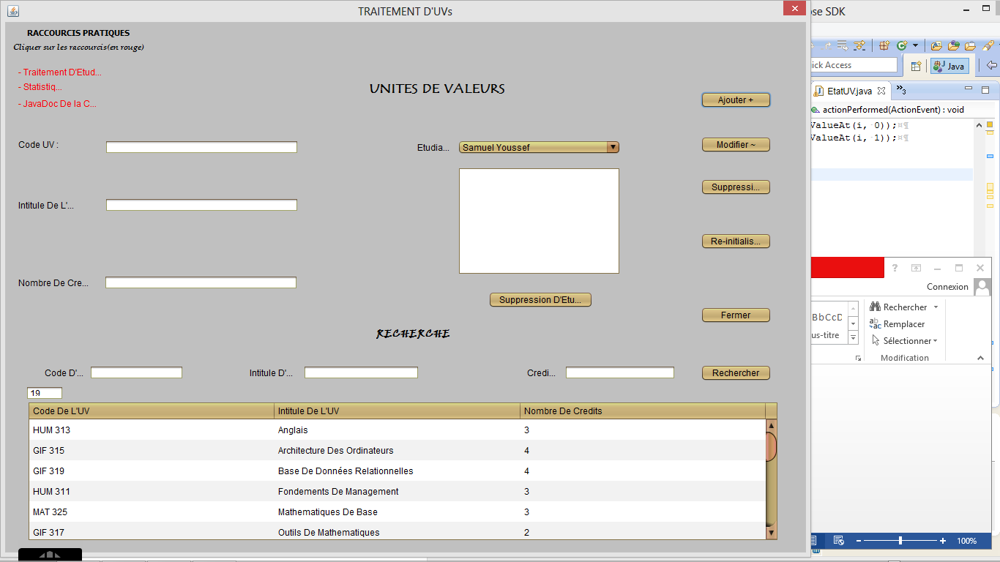 TRAITEMENT D'UVs
RACCOURCIS PRATIQUES
Cliquer sur les raccourcis(en rouge)
- Traitement D'Etud...
- Statistiq...
- JavaDoc De la C...
UNITES DE VALEURS
Ajouter +
Code UV :
Etudia...
Samuel Youssef
Modifier ~
Suppressi...
Intitule De L'...
Re-initialis...
Nombre De Cre...
Suppression D'Etu...
Fermer
RECHERCHE
Code D'...
Intitule D'...
Credi...
Rechercher
19
Code De L'UV Intitule De L'UV Nombre De Credits
HUM 313 Anglais 3
GIF 315 Architecture Des Ordinateurs 4
GIF 319 Base De Données Relationnelles 4
HUM 311 Fondements De Management 3
MAT 325 Mathematiques De Base 3
GIF 317 Outils De Mathematiques 2
ose SDK
ick Access
Java
EtatUV.java
3
actionPerformed(ActionEvent) : void
ValueAt(i, 0));¤¶
ValueAt(i, 1));¤¶
Connexion
BbCcD
us-titre
Rechercher
Remplacer
Sélectionner
Modification
100%